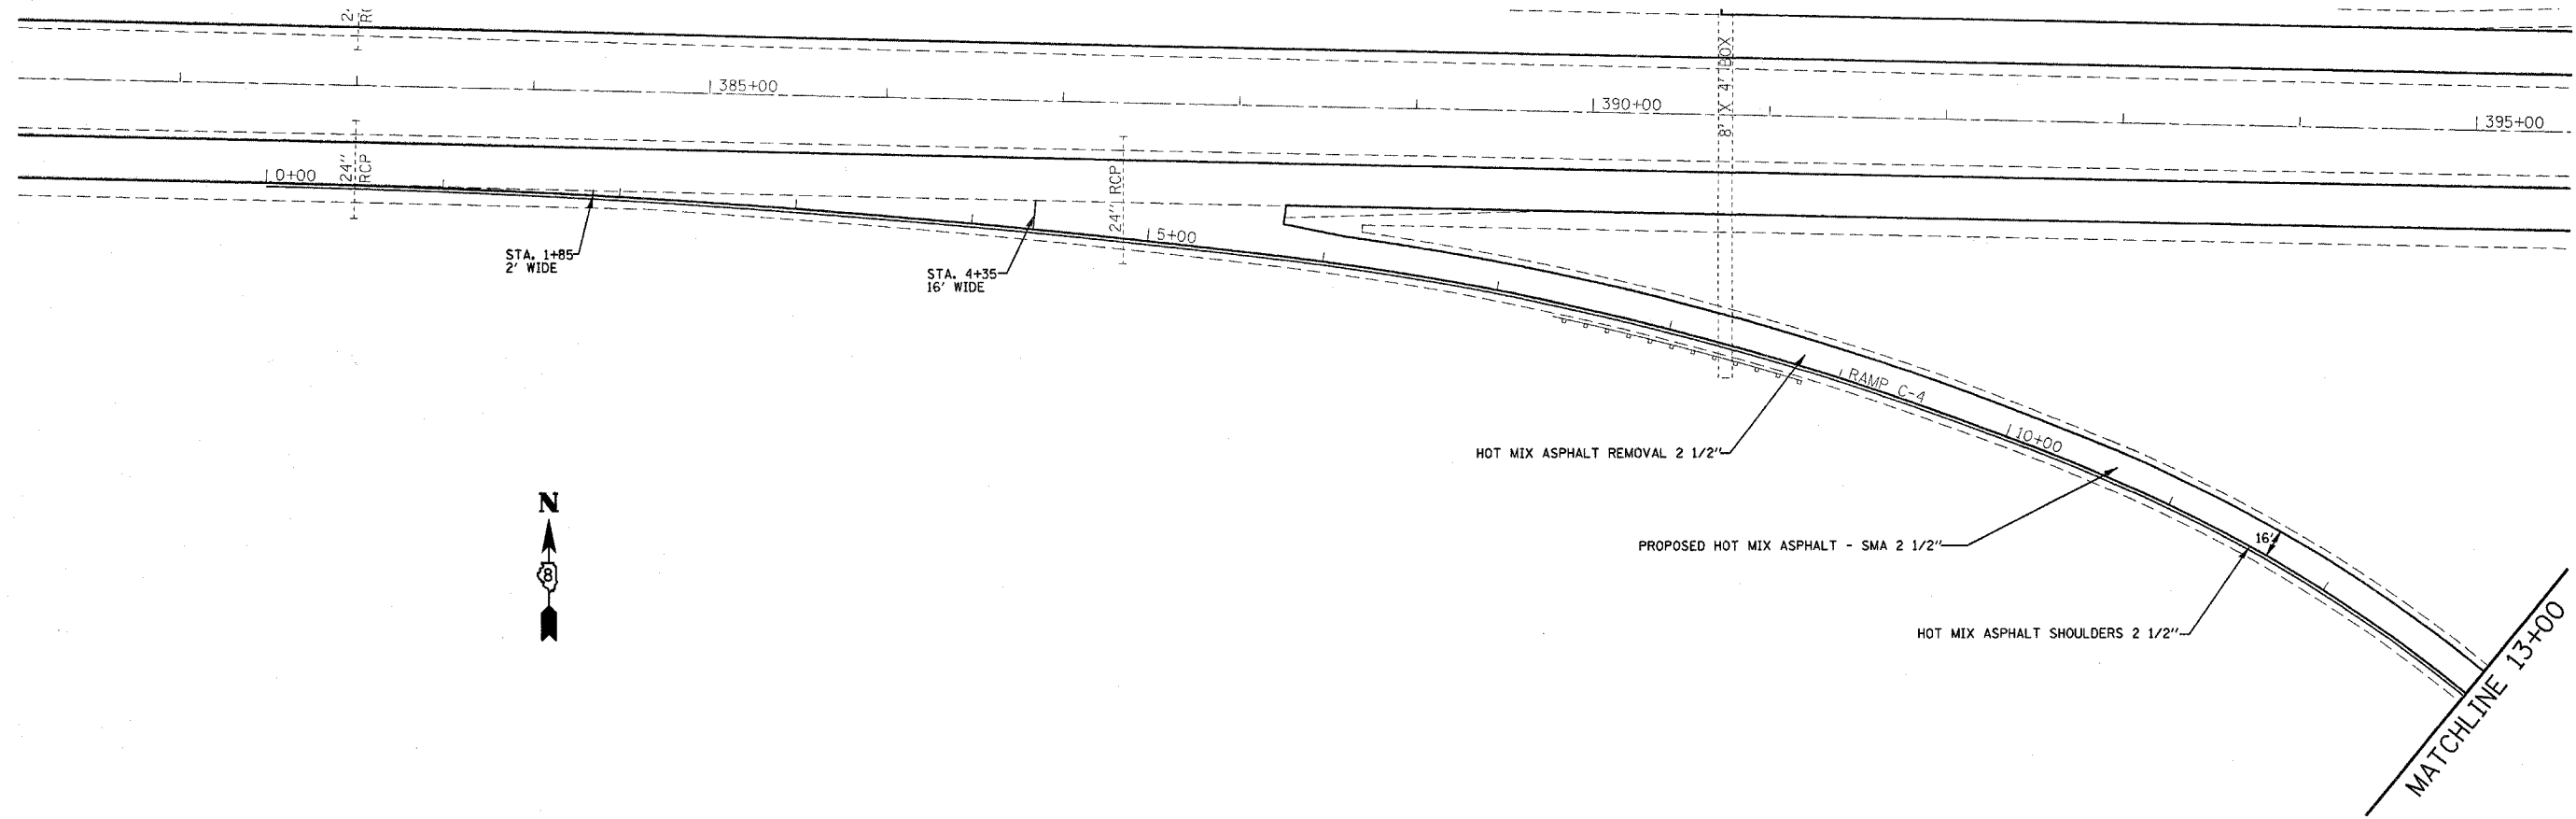 24"
RCP
385+00
390+00
395+00
8' X 4' BOX
0+00
24" RCP
5+00
STA. 1+85
2' WIDE
STA. 4+35
16' WIDE
RAMP C-4
10+00
HOT MIX ASPHALT REMOVAL 2 1/2"
PROPOSED HOT MIX ASPHALT - SMA 2 1/2"
16'
HOT MIX ASPHALT SHOULDERS 2 1/2"
N
8
MATCHLINE 13+00